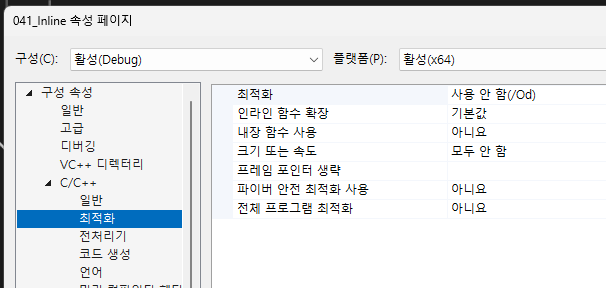 041_Inline 속성 페이지
구성(C): 활성(Debug) 플랫폼(P): 활성(x64)
구성 속성
일반
고급
디버깅
VC++ 디렉터리
C/C++
일반
최적화
전처리기
코드 생성
언어
최적화 사용 안 함(/Od)
인라인 함수 확장 기본값
내장 함수 사용 아니요
크기 또는 속도 모두 안 함
프레임 포인터 생략
파이버 안전 최적화 사용 아니요
전체 프로그램 최적화 아니요